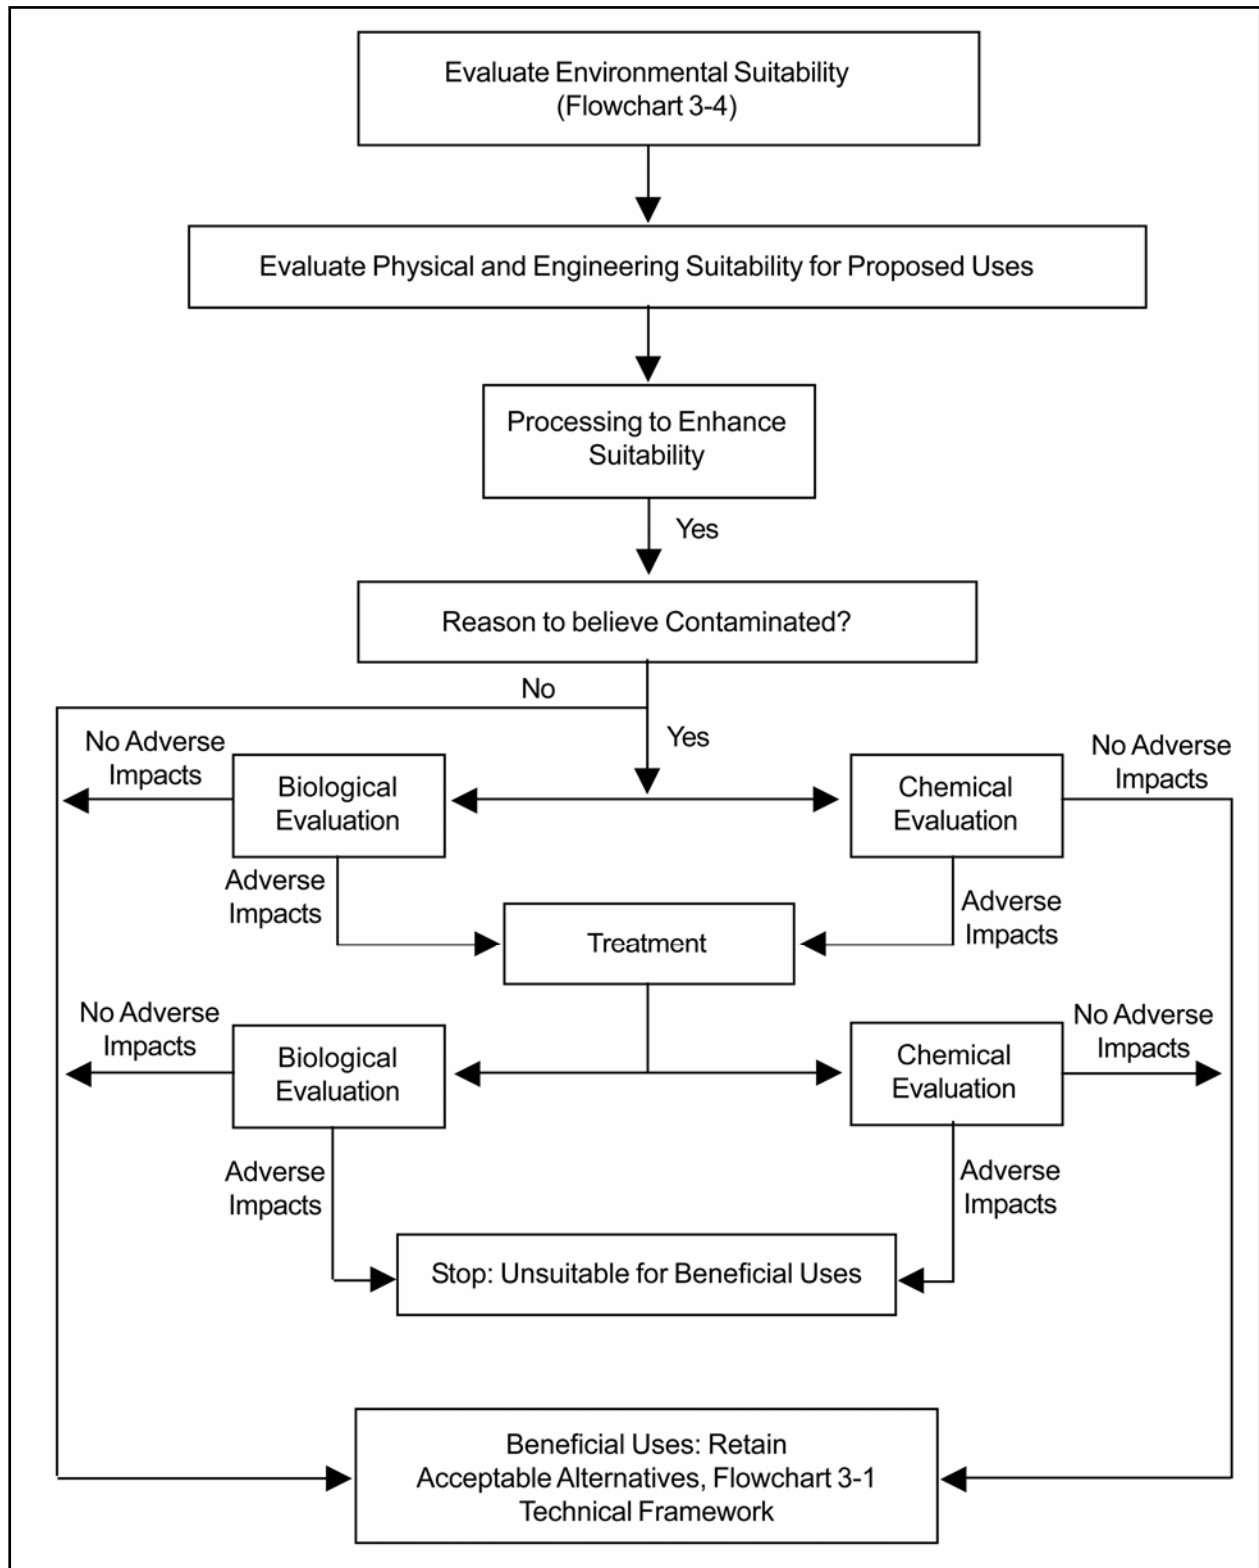 Evaluate Environmental Suitability
(Flowchart 3-4)
Evaluate Physical and Engineering Suitability for Proposed Uses
Processing to Enhance
Suitability
Yes
Reason to believe Contaminated?
No
Yes
No Adverse
Impacts
Biological
Evaluation
Chemical
Evaluation
No Adverse
Impacts
Adverse
Impacts
Treatment
Adverse
Impacts
No Adverse
Impacts
Biological
Evaluation
Chemical
Evaluation
No Adverse
Impacts
Adverse
Impacts
Adverse
Impacts
Stop: Unsuitable for Beneficial Uses
Beneficial Uses: Retain
Acceptable Alternatives, Flowchart 3-1
Technical Framework